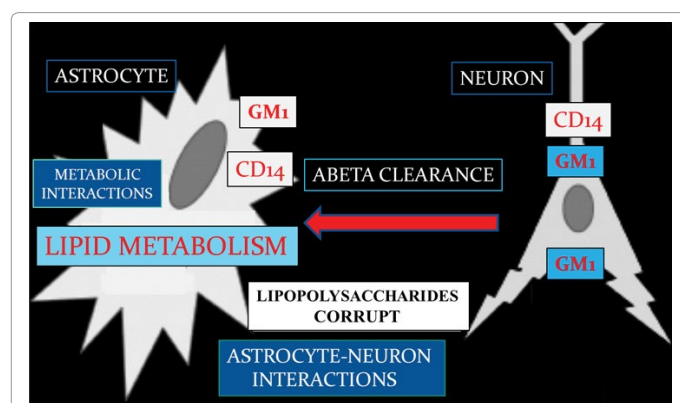 ASTROCYTE
NEURON
GM1
CD14
CD14
GM1
METABOLIC
INTERACTIONS
ABETA CLEARANCE
LIPID METABOLISM
GM1
LIPOPOLYSACCHARIDES
CORRUPT
ASTROCYTE-NEURON
INTERACTIONS